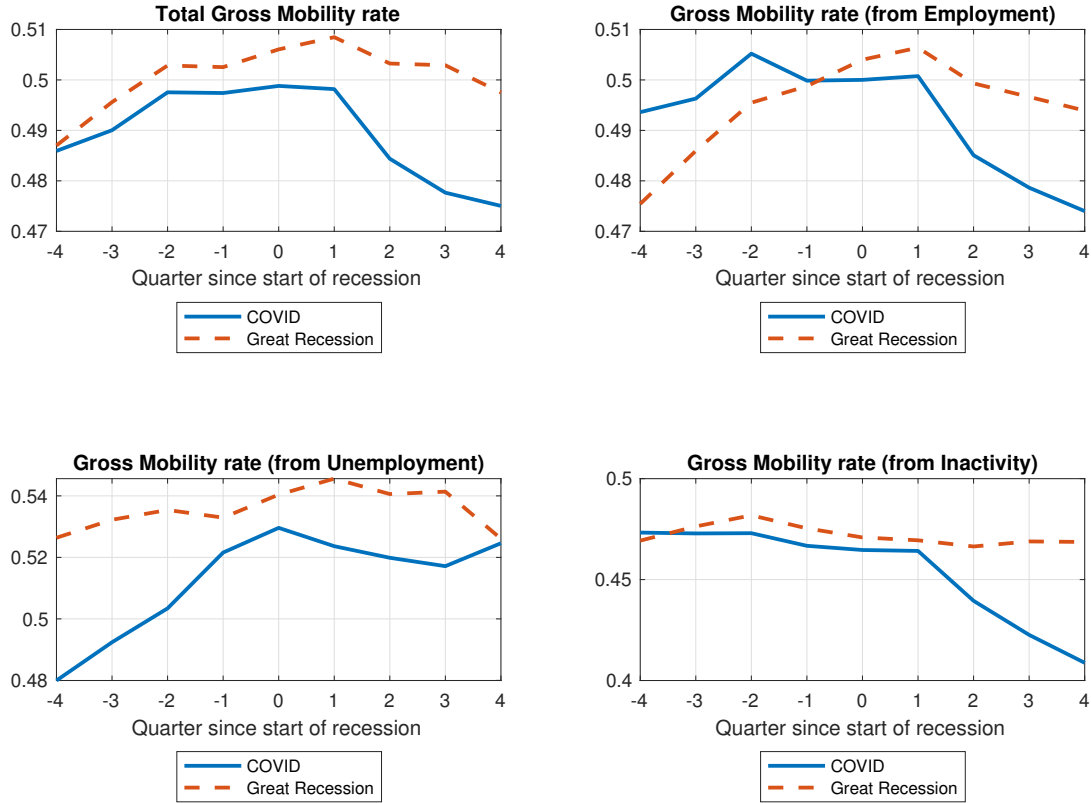 Total Gross Mobility rate
0.51
0.5
0.49
0.48
0.47
-4 -3 -2 -1 0 1 2 3 4
Quarter since start of recession
COVID
Great Recession
Gross Mobility rate (from Employment)
0.51
0.5
0.49
0.48
0.47
-4 -3 -2 -1 0 1 2 3 4
Quarter since start of recession
COVID
Great Recession
Gross Mobility rate (from Unemployment)
0.54
0.52
0.5
0.48
-4 -3 -2 -1 0 1 2 3 4
Quarter since start of recession
COVID
Great Recession
Gross Mobility rate (from Inactivity)
0.5
0.45
0.4
-4 -3 -2 -1 0 1 2 3 4
Quarter since start of recession
COVID
Great Recession